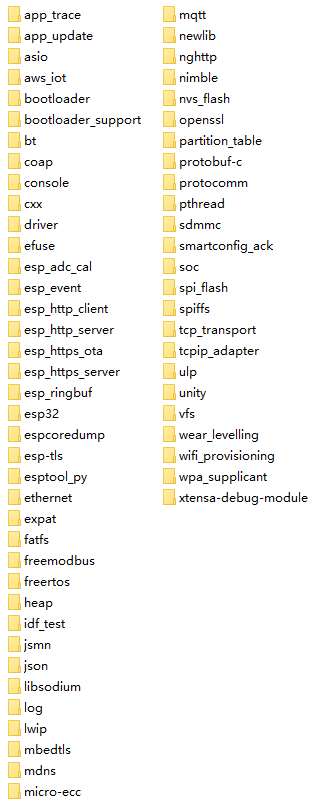 app_trace
app_update
asio
aws_iot
bootloader
bootloader_support
bt
coap
console
cxx
driver
efuse
esp_adc_cal
esp_event
esp_http_client
esp_http_server
esp_https_ota
esp_https_server
esp_ringbuf
esp32
espcoredump
esp-tls
esptool_py
ethernet
expat
fatfs
freemodbus
freertos
heap
idf_test
jsmn
json
libsodium
log
lwip
mbedtls
mdns
micro-ecc
mqtt
newlib
nghttp
nimble
nvs_flash
openssl
partition_table
protobuf-c
protocomm
pthread
sdmmc
smartconfig_ack
soc
spi_flash
spiffs
tcp_transport
tcpip_adapter
ulp
unity
vfs
wear_levelling
wifi_provisioning
wpa_supplicant
xtensa-debug-module